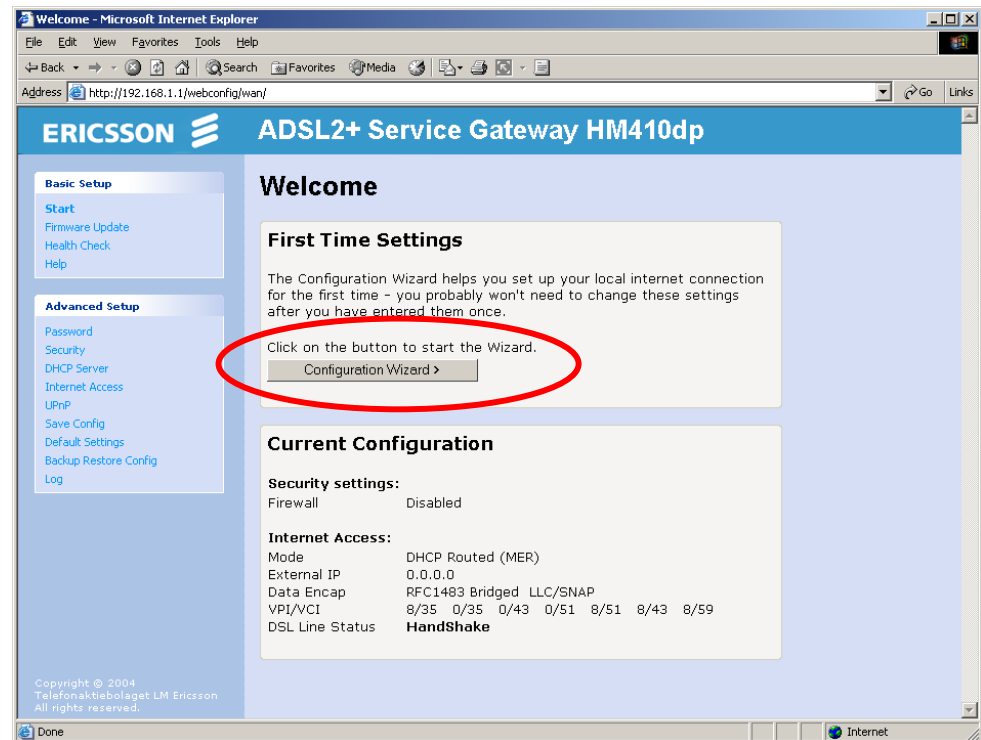 Welcome - Microsoft Internet Explorer
File Edit View Favorites Tools Help
Back Search Favorites Media
Address http://192.168.1.1/webconfig/wan/ Go Links
ERICSSON
ADSL2+ Service Gateway HM410dp
Basic Setup
Start
Firmware Update
Health Check
Help
Advanced Setup
Password
Security
DHCP Server
Internet Access
UPnP
Save Config
Default Settings
Backup Restore Config
Log
Copyright © 2004
Telefonaktiebolaget LM Ericsson
All rights reserved.
Welcome
First Time Settings
The Configuration Wizard helps you set up your local internet connection
for the first time – you probably won't need to change these settings
after you have entered them once.
Click on the button to start the Wizard.
Configuration Wizard >
Current Configuration
Security settings:
Firewall Disabled
Internet Access:
Mode DHCP Routed (MER)
External IP 0.0.0.0
Data Encap RFC1483 Bridged LLC/SNAP
VPI/VCI 8/35 0/35 0/43 0/51 8/51 8/43 8/59
DSL Line Status HandShake
Done Internet